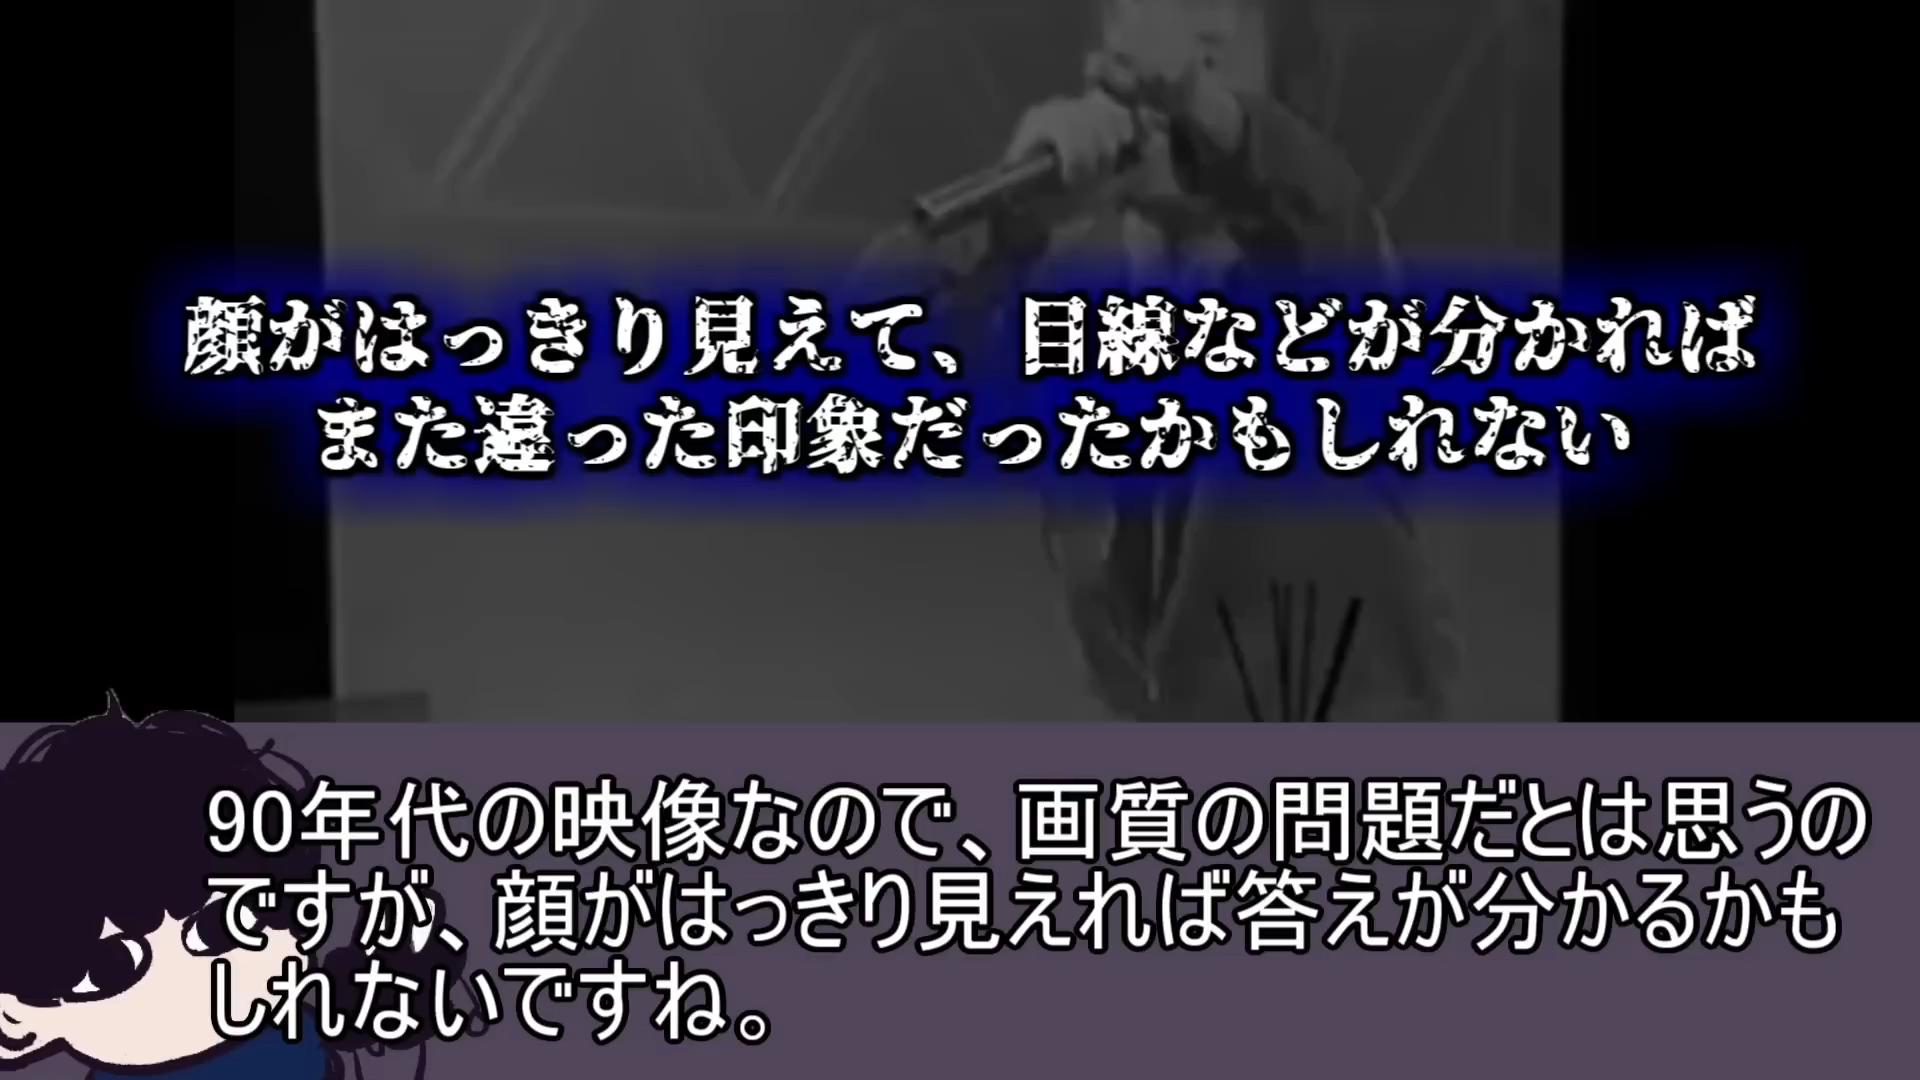 顔がはっきり見えて、目線などが分かれば
また違った印象だったかもしれない
90年代の映像なので、画質の問題だとは思うの
ですが、顔がはっきり見えれば答えが分かるかも
しれないですね。